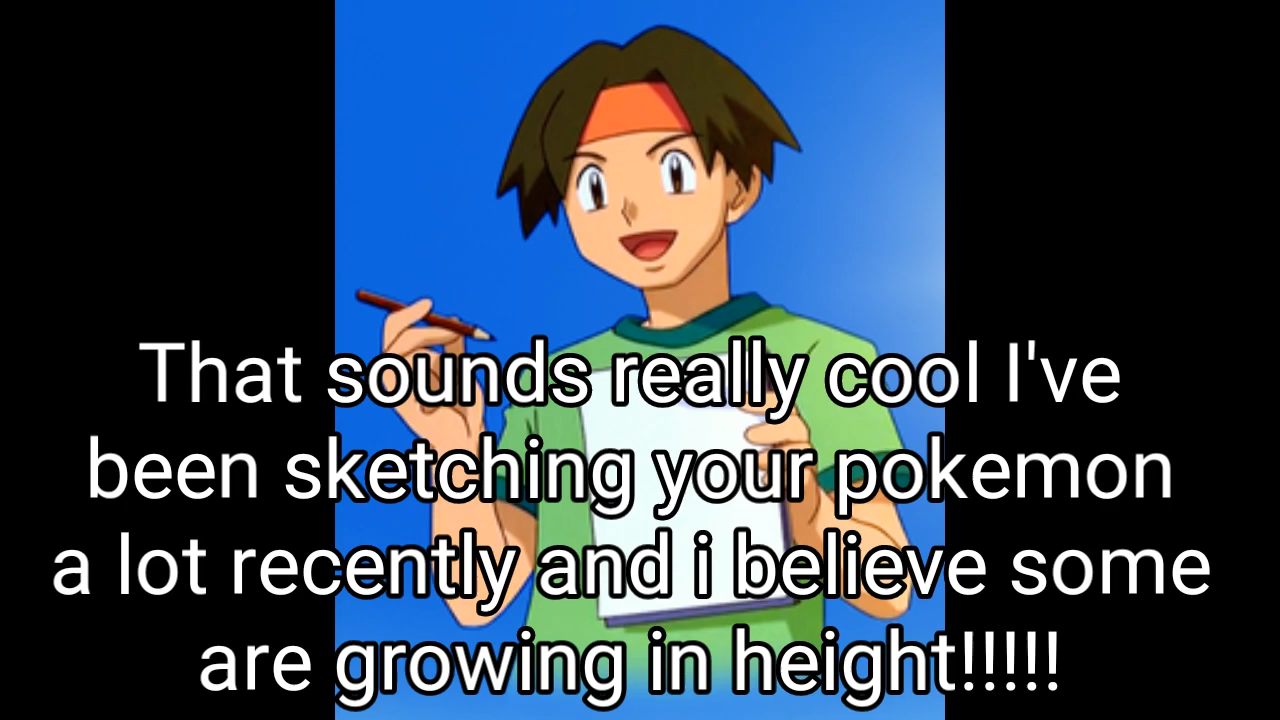 That sounds really cool I've
been sketching your pokemon
a lot recently and i believe some
are growing in height!!!!!